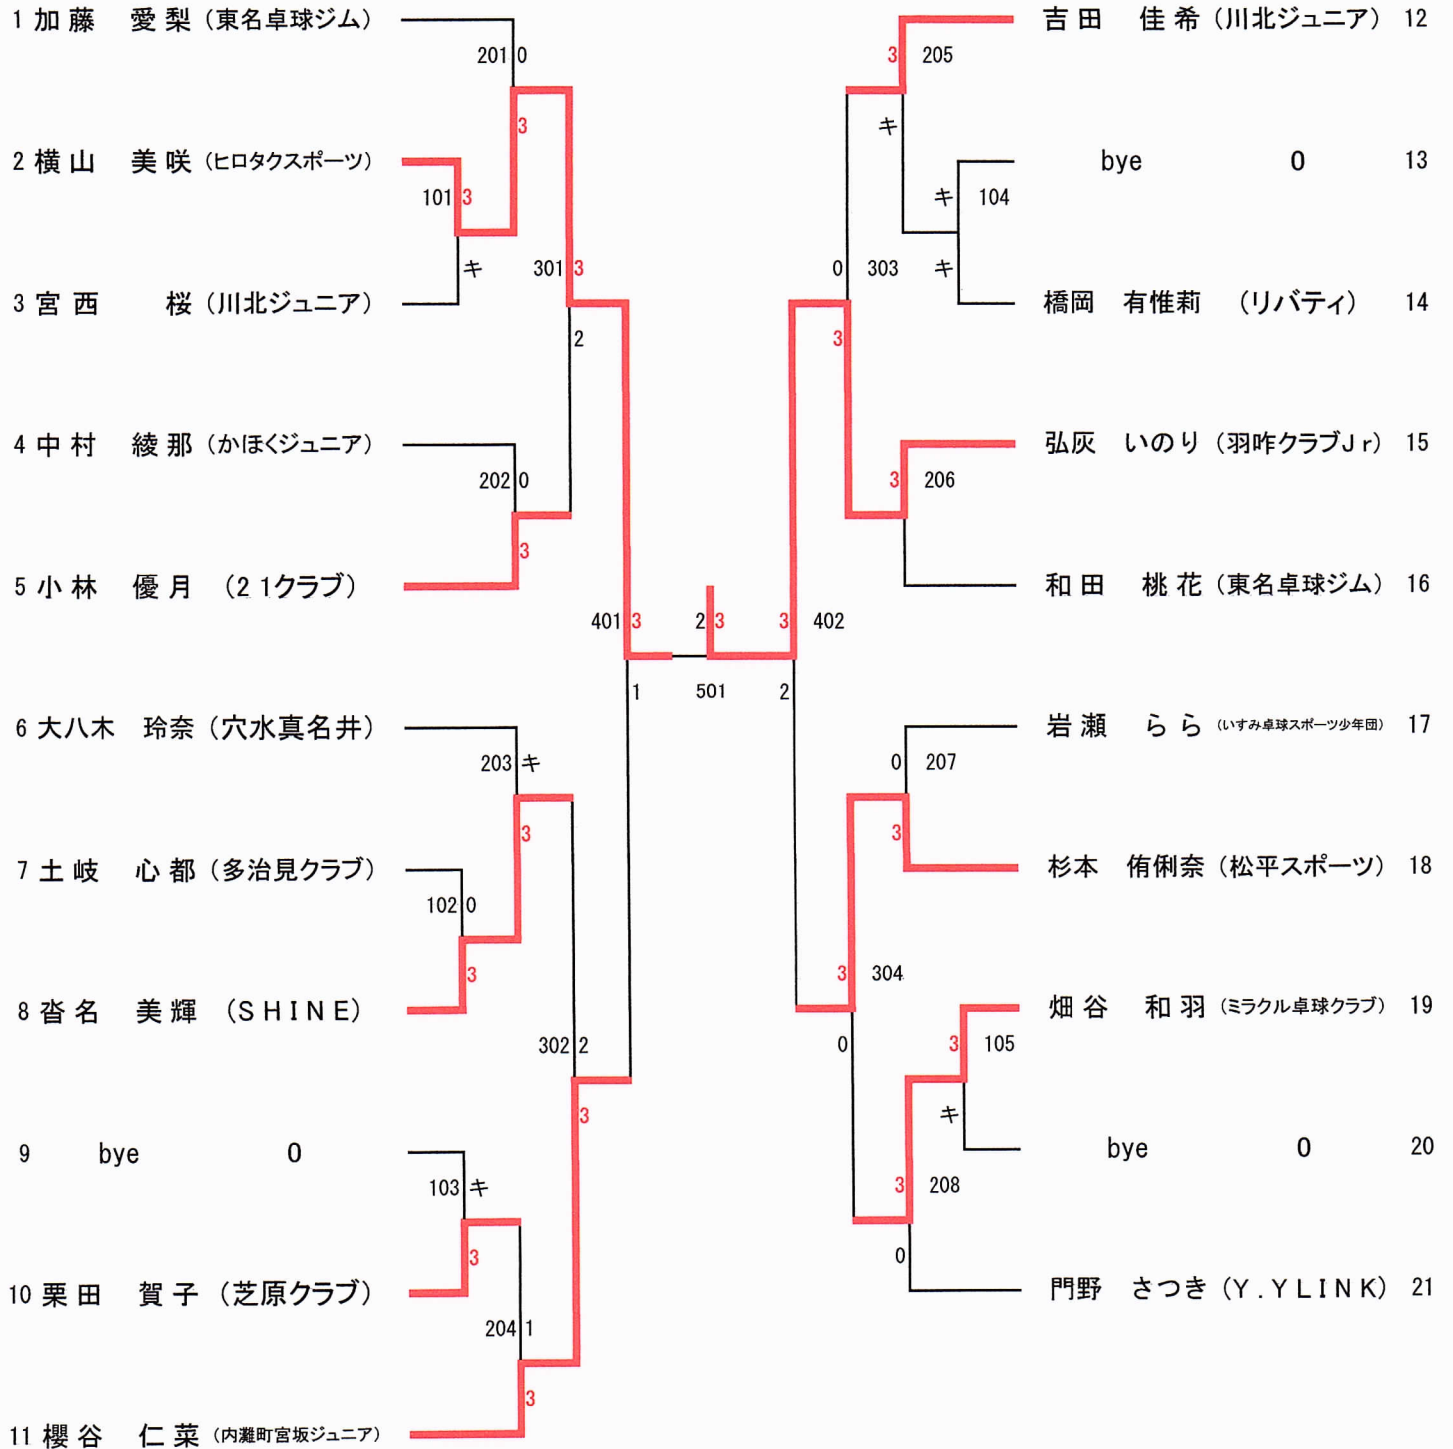 1 加藤 愛梨 (東名卓球ジム)
201 0
3
2 横山 美咲 (ヒロタクスポーツ)
101 3
キ
301 3
3 宮西 桜 (川北ジュニア)
2
4 中村 綾那 (かほくジュニア)
202 0
3
5 小林 優月 (21クラブ)
401 3
1
6 大八木 玲奈 (穴水真名井)
203 キ
3
7 土岐 心都 (多治見クラブ)
102 0
3
8 沓名 美輝 (SHINE)
302 2
3
9 bye 0
103 キ
3
10 栗田 賀子 (芝原クラブ)
204 1
3
11 櫻谷 仁菜 (内灘町宮坂ジュニア)
2 3
501
吉田 佳希 (川北ジュニア) 12
3 205
キ
bye 0 13
キ 104
0 303 キ
橋岡 有惟莉 (リバティ) 14
3
弘灰 いのり (羽咋クラブJr) 15
3 206
和田 桃花 (東名卓球ジム) 16
3 402
2
岩瀬 らら (いすみ卓球スポーツ少年団) 17
0 207
3
杉本 侑俐奈 (松平スポーツ) 18
3 304
畑谷 和羽 (ミラクル卓球クラブ) 19
0
3 105
キ
bye 0 20
3 208
0
門野 さつき (Y.YLINK) 21